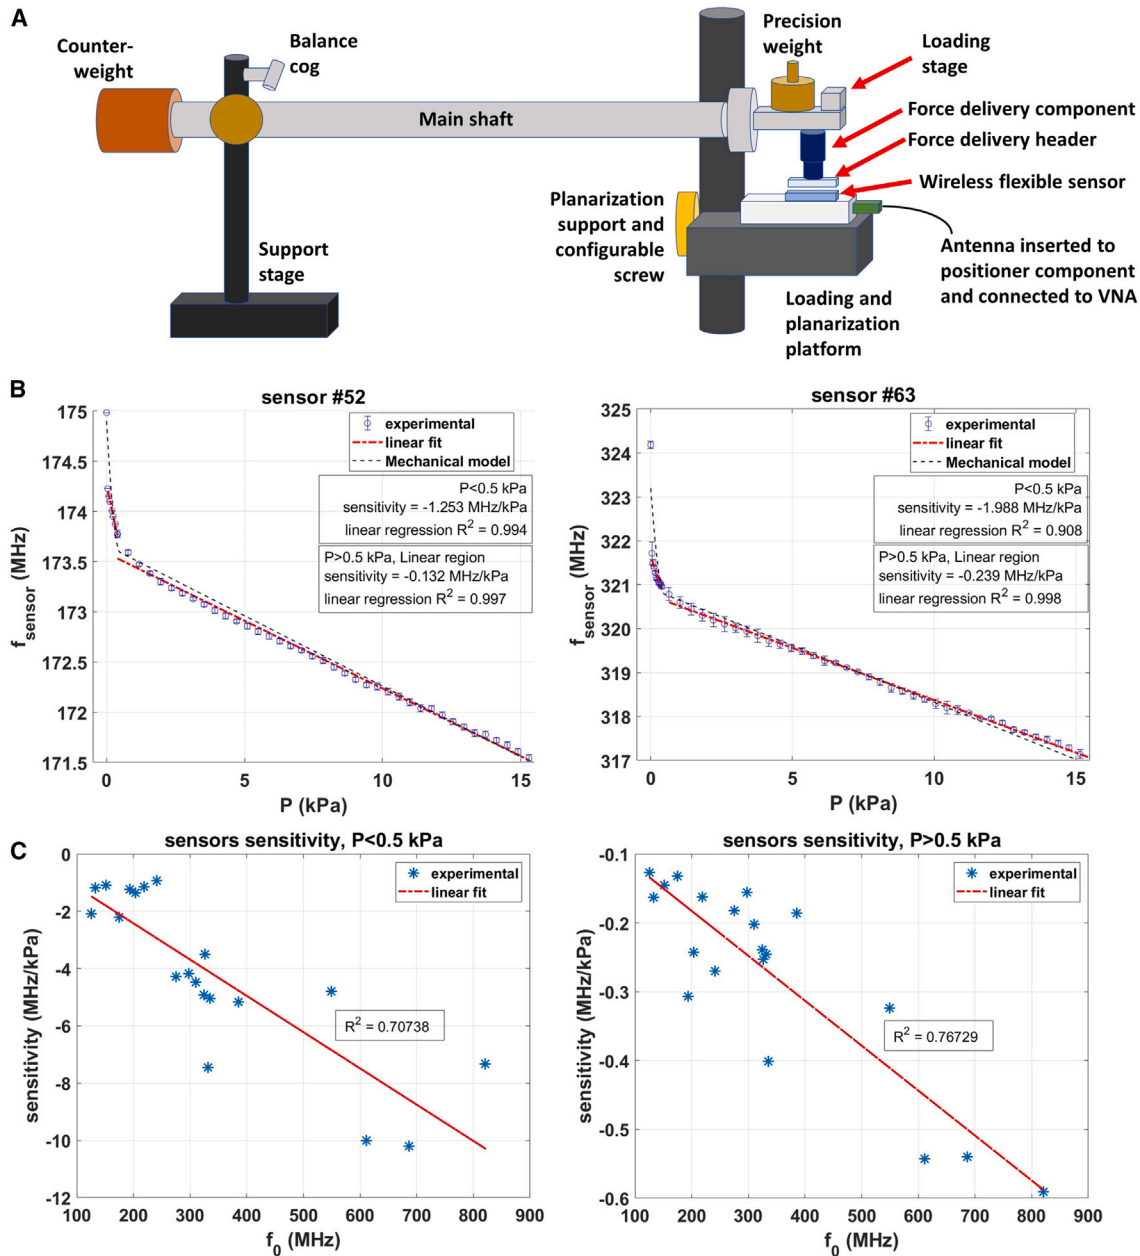 A
Counter-
weight
Balance
cog
Precision
weight
Loading
stage
Main shaft
Force delivery component
Force delivery header
Wireless flexible sensor
Planarization
support and
configurable
screw
Support
stage
Antenna inserted to
positioner component
and connected to VNA
Loading and
planarization
platform
B
sensor #52
175
174.5
174
173.5
173
172.5
172
171.5
f_sensor (MHz)
experimental
linear fit
Mechanical model
P<0.5 kPa
sensitivity = -1.253 MHz/kPa
linear regression R² = 0.994
P>0.5 kPa, Linear region
sensitivity = -0.132 MHz/kPa
linear regression R² = 0.997
0 5 10 15
P (kPa)
sensor #63
325
324
323
322
321
320
319
318
317
f_sensor (MHz)
experimental
linear fit
Mechanical model
P<0.5 kPa
sensitivity = -1.988 MHz/kPa
linear regression R² = 0.908
P>0.5 kPa, Linear region
sensitivity = -0.239 MHz/kPa
linear regression R² = 0.998
0 5 10 15
P (kPa)
C
sensors sensitivity, P<0.5 kPa
0
-2
-4
-6
-8
-10
-12
sensitivity (MHz/kPa)
experimental
linear fit
R² = 0.70738
100 200 300 400 500 600 700 800 900
f₀ (MHz)
sensors sensitivity, P>0.5 kPa
-0.1
-0.2
-0.3
-0.4
-0.5
-0.6
sensitivity (MHz/kPa)
experimental
linear fit
R² = 0.76729
100 200 300 400 500 600 700 800 900
f₀ (MHz)